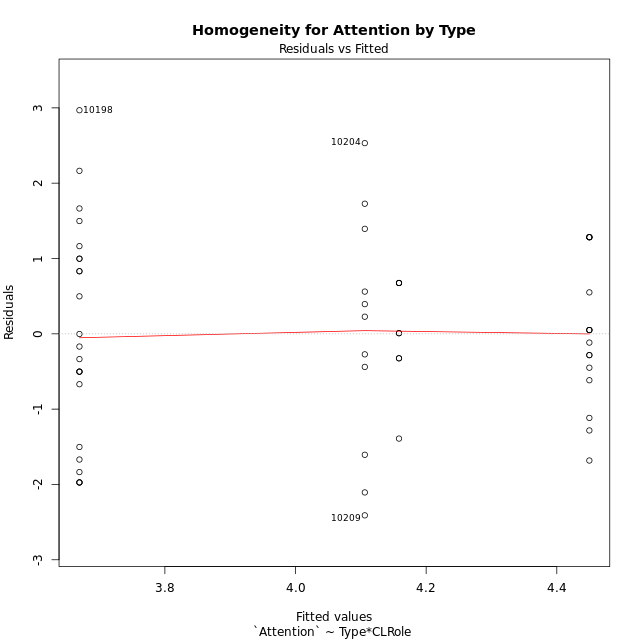 Homogeneity for Attention by Type
Residuals vs Fitted
Residuals
3
2
1
0
-1
-2
-3
10198
10204
10209
3.8 4.0 4.2 4.4
Fitted values
`Attention` ~ Type*CLRole